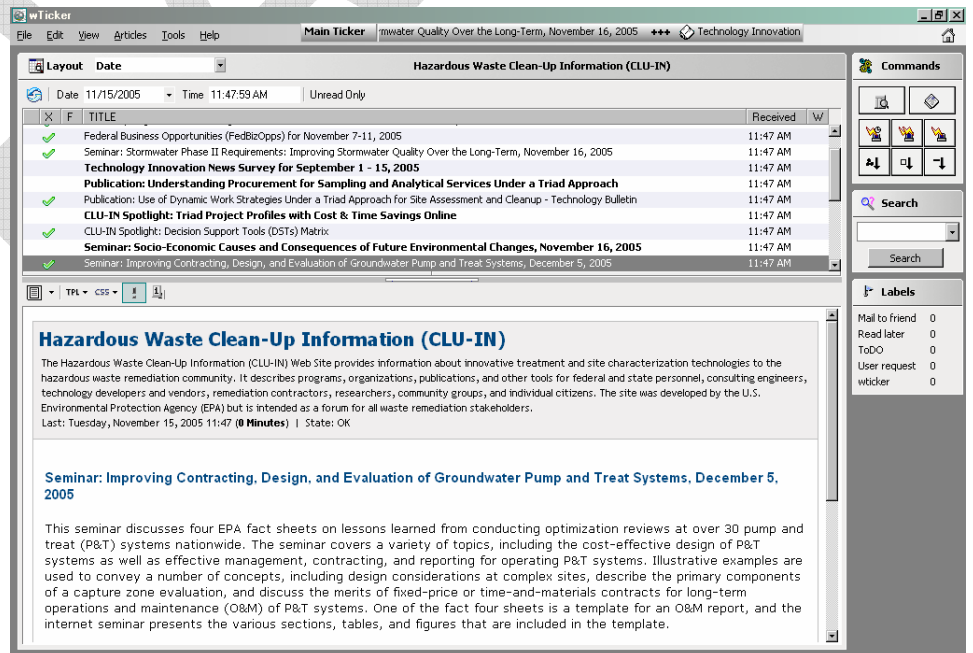 wTicker
File Edit View Articles Tools Help
Main Ticker
mwater Quality Over the Long-Term, November 16, 2005 +++ Technology Innovation
Layout Date
Hazardous Waste Clean-Up Information (CLU-IN)
Date 11/15/2005 Time 11:47:59 AM Unread Only
X F TITLE Received W
Federal Business Opportunities (FedBizOpps) for November 7-11, 2005 11:47 AM
Seminar: Stormwater Phase II Requirements: Improving Stormwater Quality Over the Long-Term, November 16, 2005 11:47 AM
Technology Innovation News Survey for September 1 - 15, 2005 11:47 AM
Publication: Understanding Procurement for Sampling and Analytical Services Under a Triad Approach 11:47 AM
Publication: Use of Dynamic Work Strategies Under a Triad Approach for Site Assessment and Cleanup - Technology Bulletin 11:47 AM
CLU-IN Spotlight: Triad Project Profiles with Cost & Time Savings Online 11:47 AM
CLU-IN Spotlight: Decision Support Tools (DSTs) Matrix 11:47 AM
Seminar: Socio-Economic Causes and Consequences of Future Environmental Changes, November 16, 2005 11:47 AM
Seminar: Improving Contracting, Design, and Evaluation of Groundwater Pump and Treat Systems, December 5, 2005 11:47 AM
TPL CSS
Hazardous Waste Clean-Up Information (CLU-IN)
The Hazardous Waste Clean-Up Information (CLU-IN) Web Site provides information about innovative treatment and site characterization technologies to the
hazardous waste remediation community. It describes programs, organizations, publications, and other tools for federal and state personnel, consulting engineers,
technology developers and vendors, remediation contractors, researchers, community groups, and individual citizens. The site was developed by the U.S.
Environmental Protection Agency (EPA) but is intended as a forum for all waste remediation stakeholders.
Last: Tuesday, November 15, 2005 11:47 (0 Minutes) | State: OK
Seminar: Improving Contracting, Design, and Evaluation of Groundwater Pump and Treat Systems, December 5,
2005
This seminar discusses four EPA fact sheets on lessons learned from conducting optimization reviews at over 30 pump and
treat (P&T) systems nationwide. The seminar covers a variety of topics, including the cost-effective design of P&T
systems as well as effective management, contracting, and reporting for operating P&T systems. Illustrative examples are
used to convey a number of concepts, including design considerations at complex sites, describe the primary components
of a capture zone evaluation, and discuss the merits of fixed-price or time-and-materials contracts for long-term
operations and maintenance (O&M) of P&T systems. One of the fact four sheets is a template for an O&M report, and the
internet seminar presents the various sections, tables, and figures that are included in the template.
Commands
Search
Search
Labels
Mail to friend 0
Read later 0
ToDO 0
User request 0
wticker 0